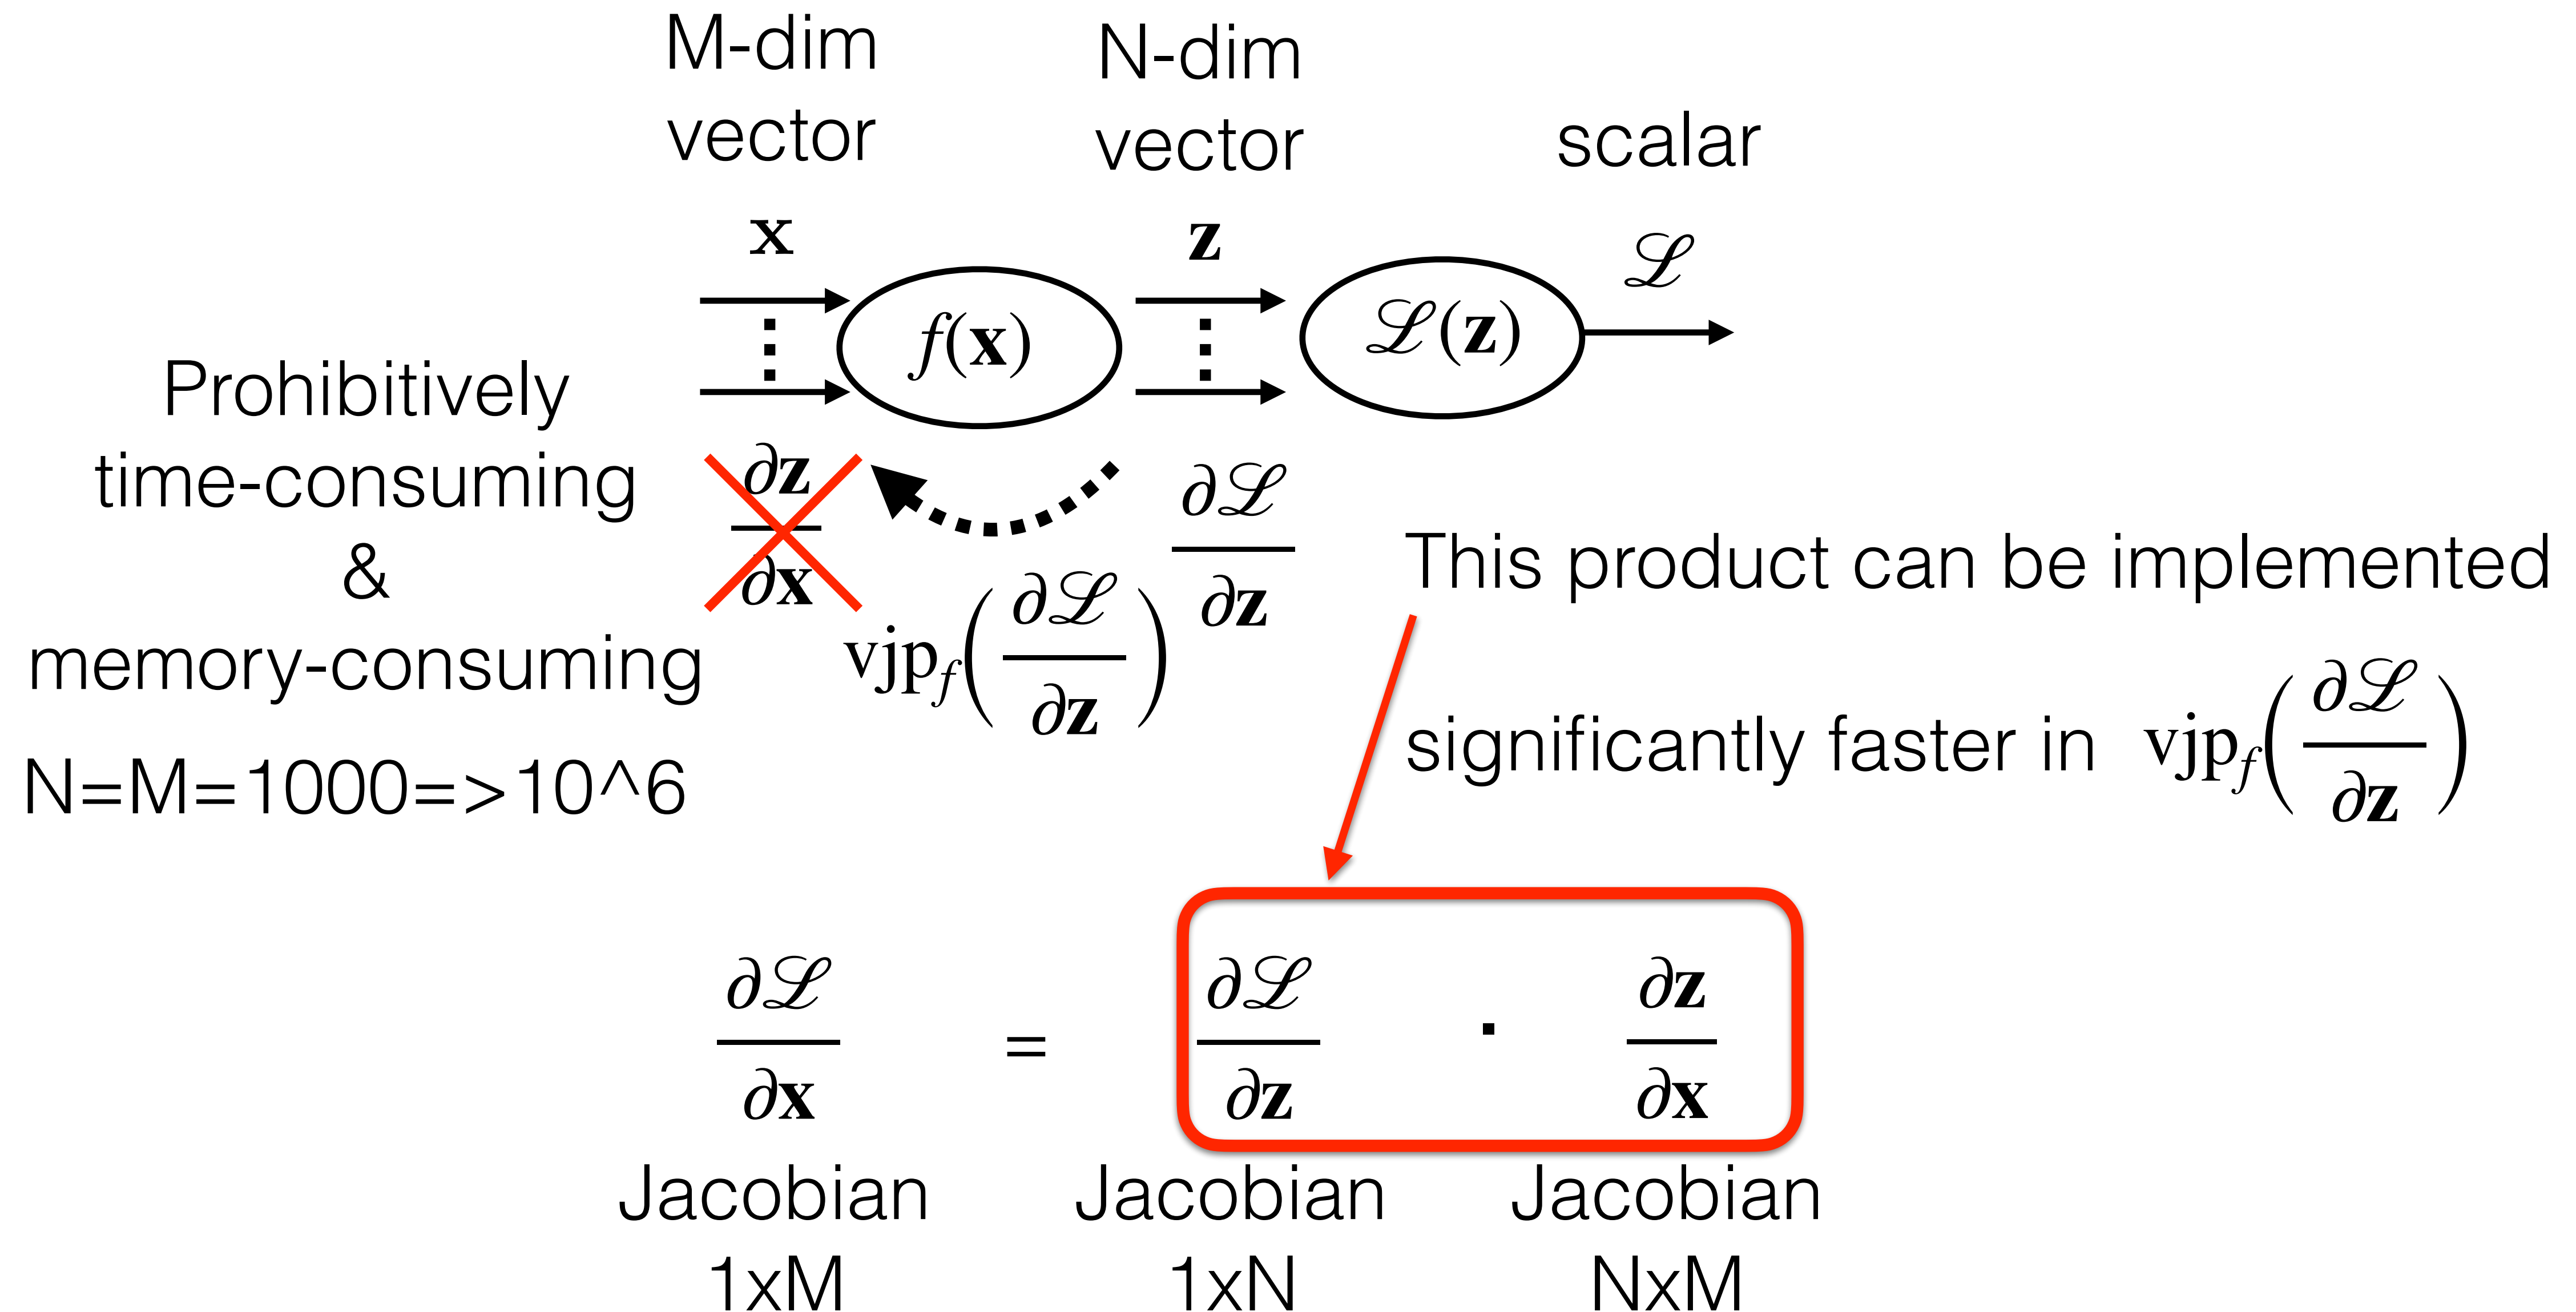 M-dim
vector
N-dim
vector
scalar
𝐱
𝐳
ℒ
f(𝐱)
ℒ(𝐳)
Prohibitively
time-consuming
&
memory-consuming
N=M=1000=>10^6
∂𝐳/∂𝐱
vjp_f(∂ℒ/∂𝐳)
∂ℒ/∂𝐳
This product can be implemented
significantly faster in vjp_f(∂ℒ/∂𝐳)
∂ℒ/∂𝐱 = ∂ℒ/∂𝐳 · ∂𝐳/∂𝐱
Jacobian Jacobian Jacobian
1xM 1xN NxM